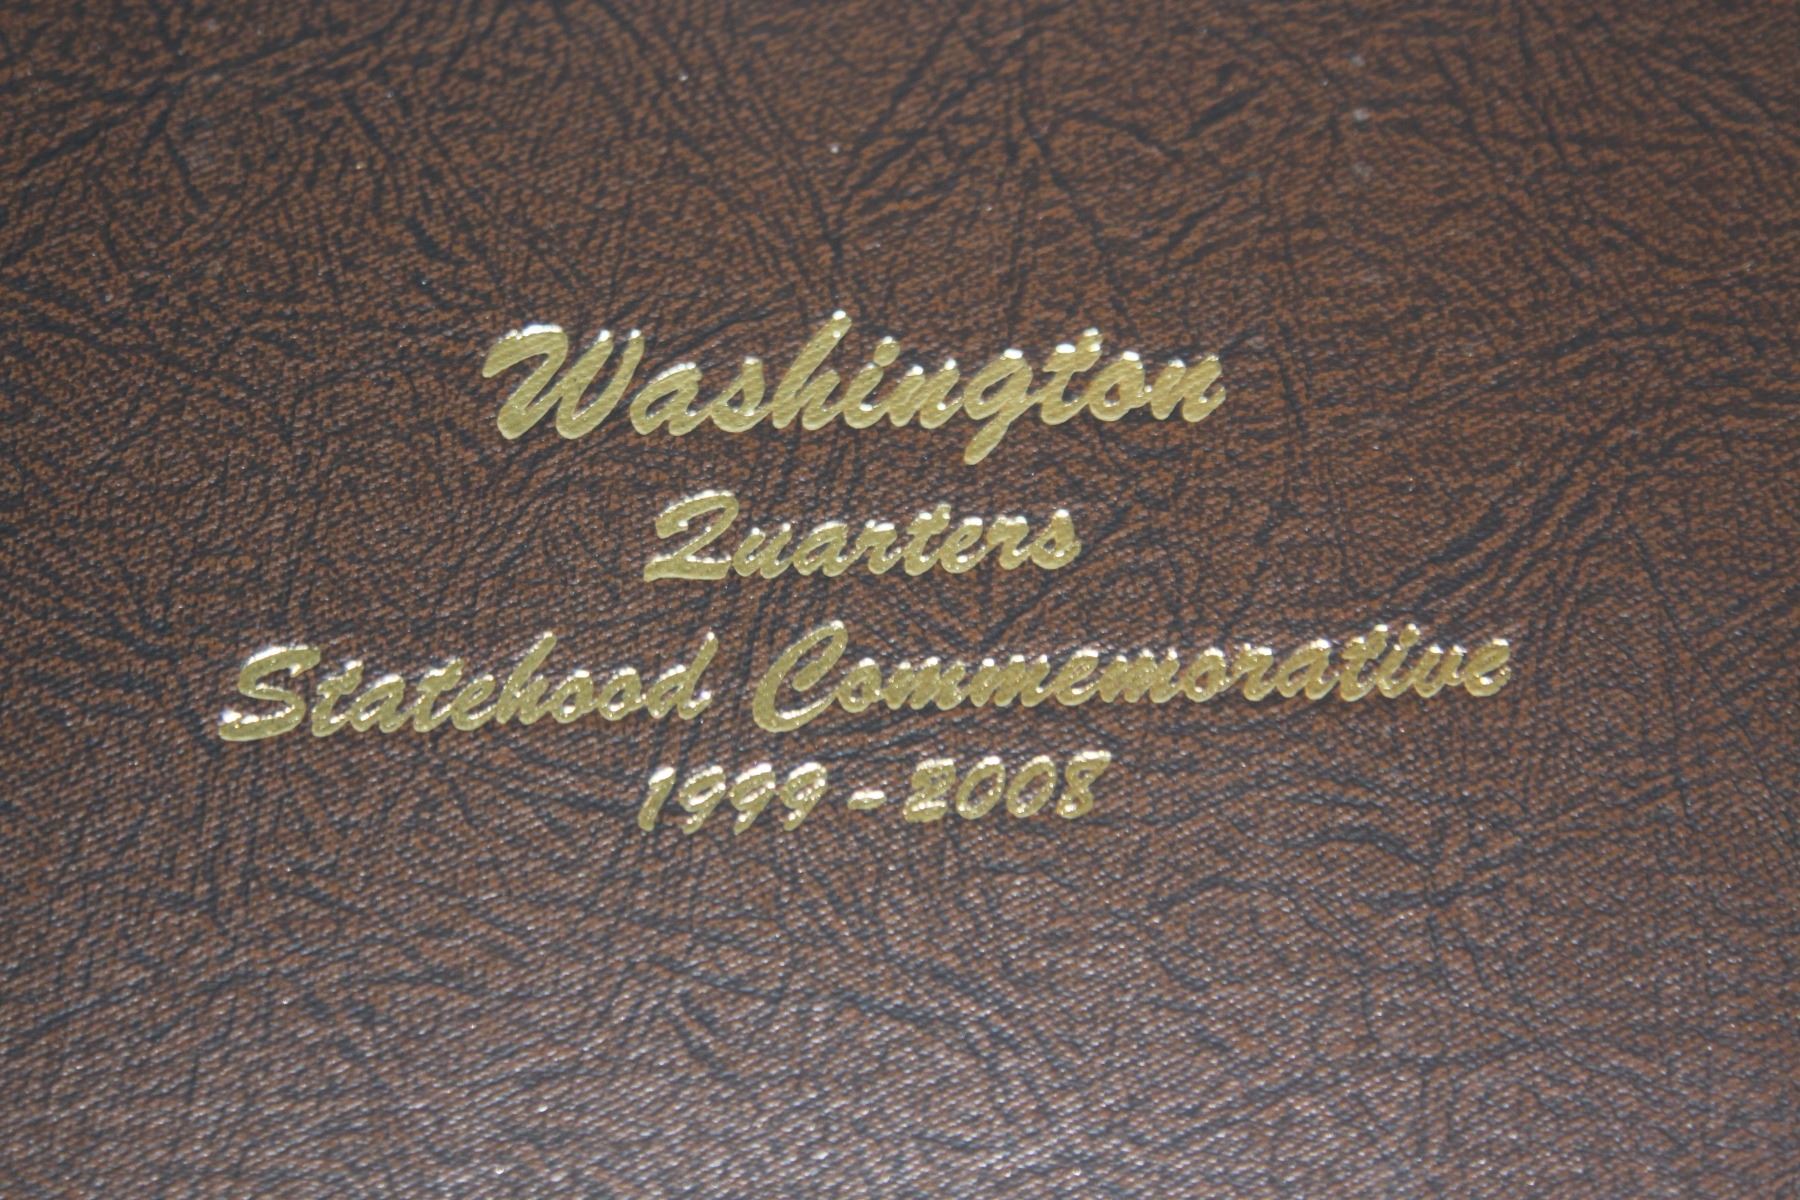 Washington
Quarters
Statehood Commemorative
1999-2008